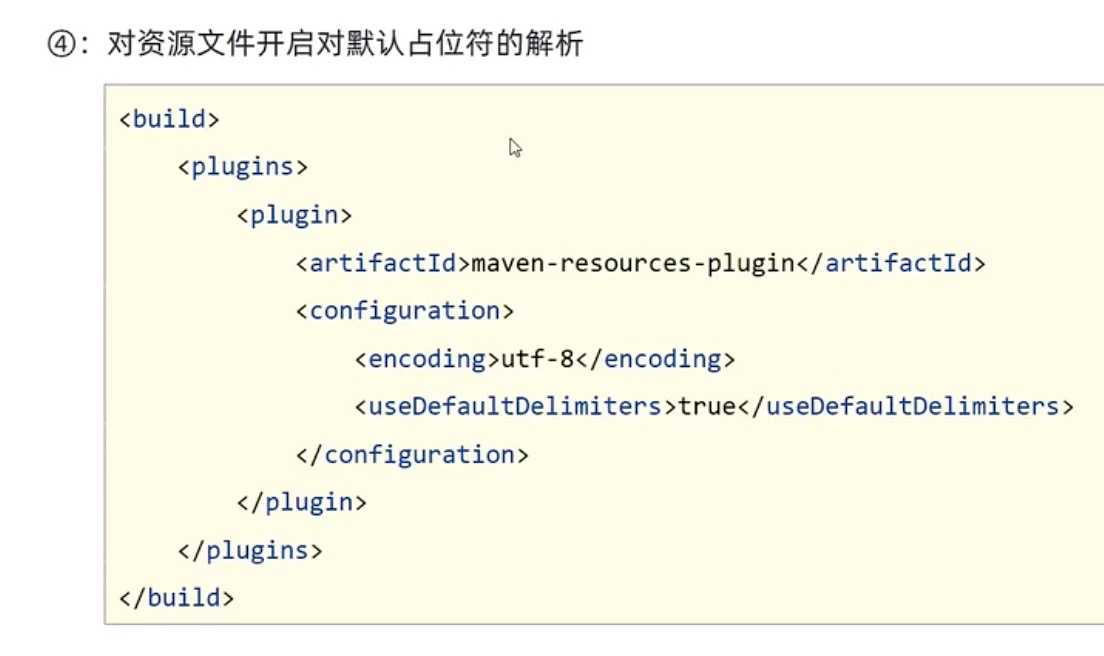 ④：对资源文件开启对默认占位符的解析
<build>
    <plugins>
        <plugin>
            <artifactId>maven-resources-plugin</artifactId>
            <configuration>
                <encoding>utf-8</encoding>
                <useDefaultDelimiters>true</useDefaultDelimiters>
            </configuration>
        </plugin>
    </plugins>
</build>